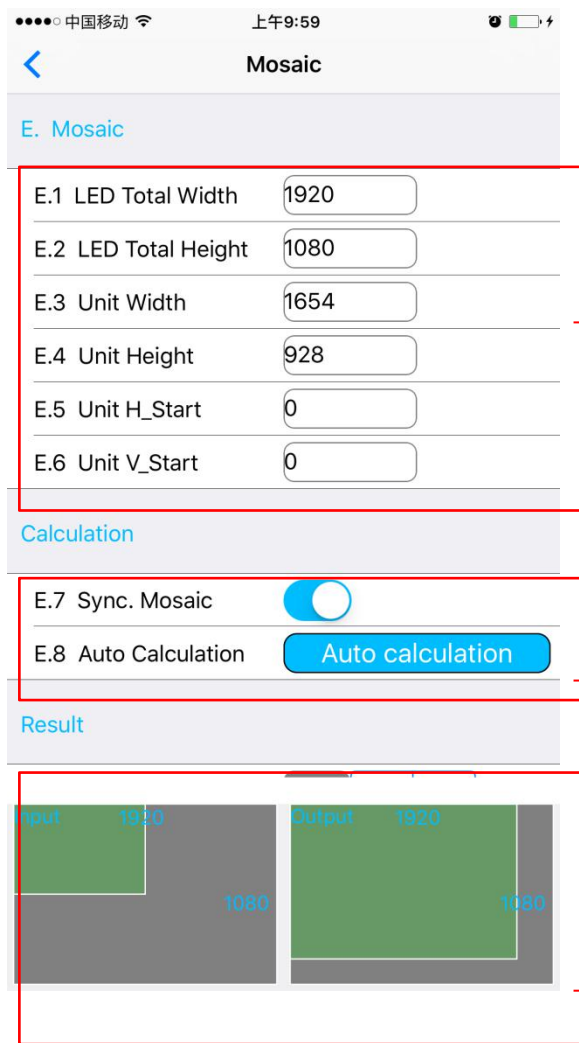 中国移动 上午9:59
Mosaic
E. Mosaic
E.1 LED Total Width 1920
E.2 LED Total Height 1080
E.3 Unit Width 1654
E.4 Unit Height 928
E.5 Unit H_Start 0
E.6 Unit V_Start 0
Calculation
E.7 Sync. Mosaic
E.8 Auto Calculation Auto calculation
Result
Input 1920 Output 1920
1080 1080